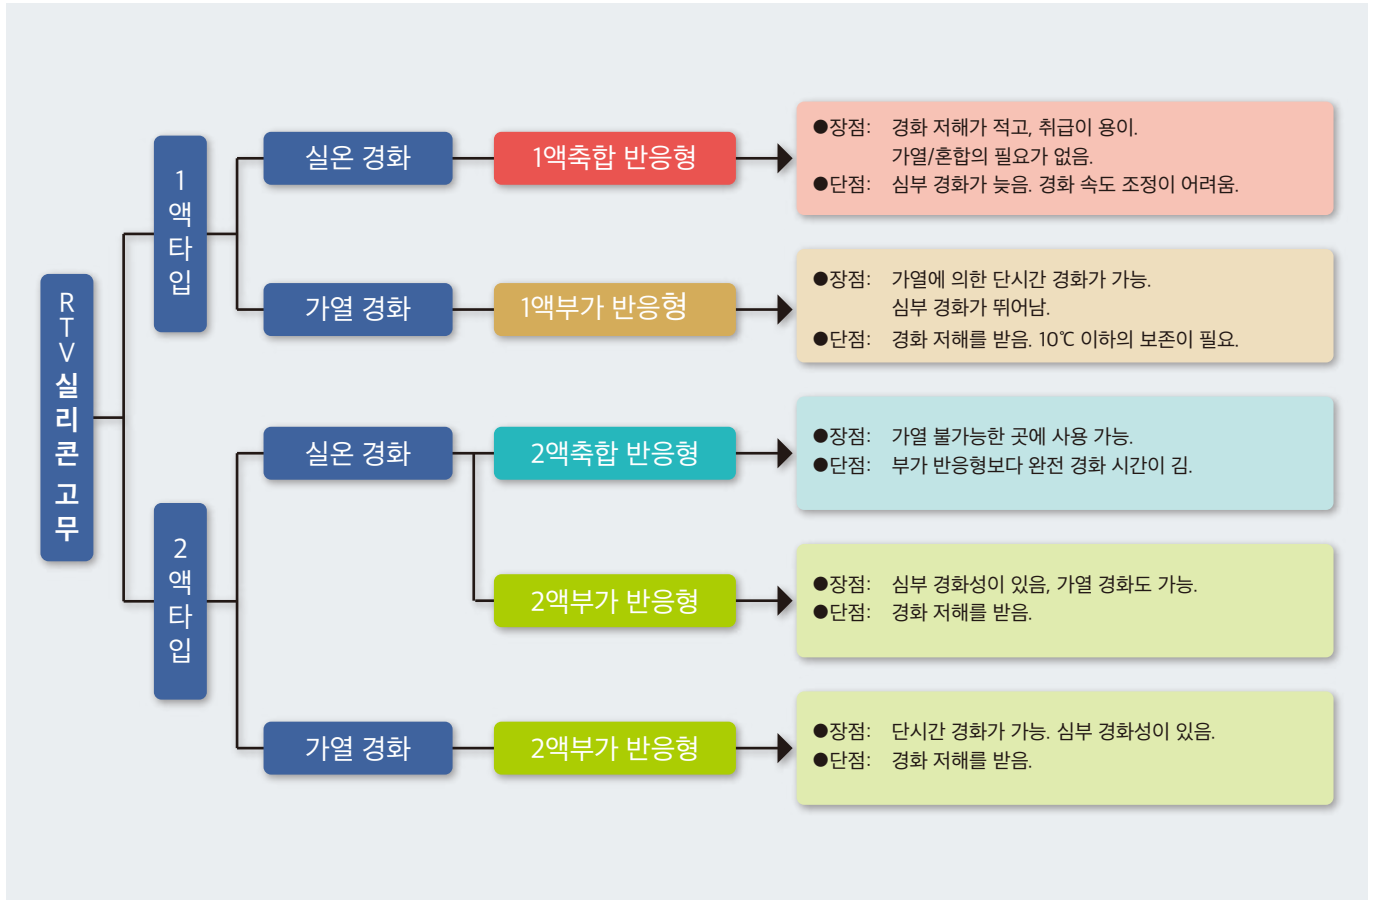 RTV실리콘 고무
1액타입
실온 경화
1액축합 반응형
●장점: 경화 저해가 적고, 취급이 용이.
가열/혼합의 필요가 없음.
●단점: 심부 경화가 늦음. 경화 속도 조정이 어려움.
가열 경화
1액부가 반응형
●장점: 가열에 의한 단시간 경화가 가능.
심부 경화가 뛰어남.
●단점: 경화 저해를 받음. 10℃ 이하의 보존이 필요.
2액타입
실온 경화
2액축합 반응형
●장점: 가열 불가능한 곳에 사용 가능.
●단점: 부가 반응형보다 완전 경화 시간이 김.
2액부가 반응형
●장점: 심부 경화성이 있음, 가열 경화도 가능.
●단점: 경화 저해를 받음.
가열 경화
2액부가 반응형
●장점: 단시간 경화가 가능. 심부 경화성이 있음.
●단점: 경화 저해를 받음.